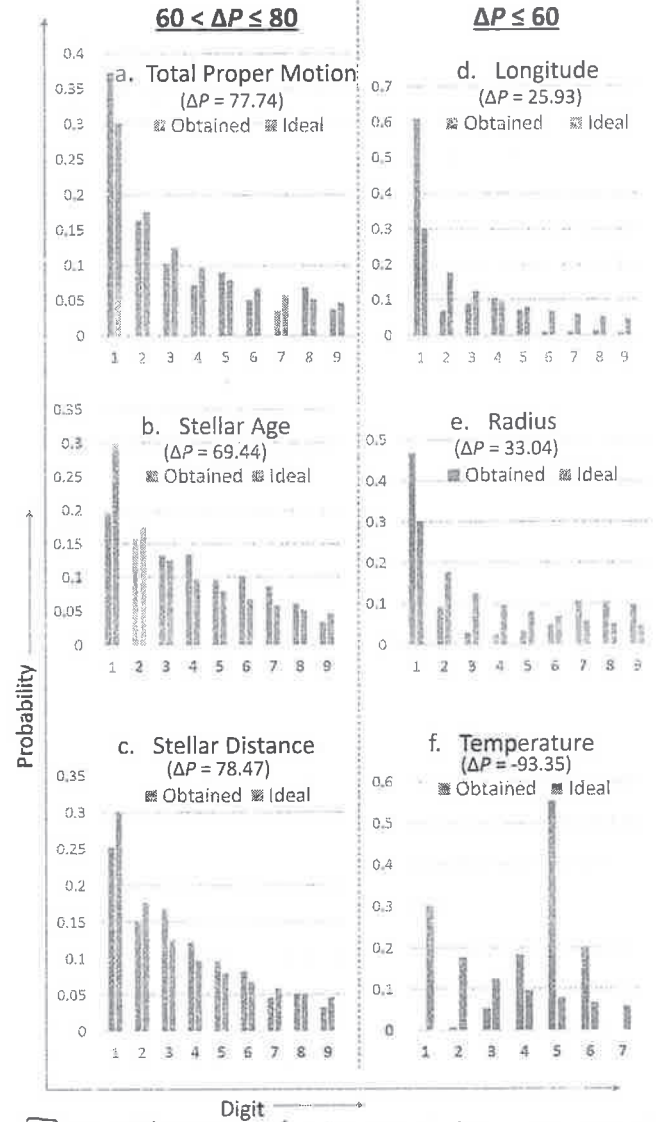 60 < ΔP ≤ 80
ΔP ≤ 60
a. Total Proper Motion
(ΔP = 77.74)
Obtained Ideal
0.4
0.35
0.3
0.25
0.2
0.15
0.1
0.05
0
1 2 3 4 5 6 7 8 9
b. Stellar Age
(ΔP = 69.44)
Obtained Ideal
0.35
0.3
0.25
0.2
0.15
0.1
0.05
0
1 2 3 4 5 6 7 8 9
c. Stellar Distance
(ΔP = 78.47)
Obtained Ideal
0.35
0.3
0.25
0.2
0.15
0.1
0.05
0
1 2 3 4 5 6 7 8 9
d. Longitude
(ΔP = 25.93)
Obtained Ideal
0.7
0.6
0.5
0.4
0.3
0.2
0.1
0
1 2 3 4 5 6 7 8 9
e. Radius
(ΔP = 33.04)
Obtained Ideal
0.5
0.4
0.3
0.2
0.1
0
1 2 3 4 5 6 7 8 9
f. Temperature
(ΔP = -93.35)
Obtained Ideal
0.6
0.5
0.4
0.3
0.2
0.1
0
1 2 3 4 5 6 7
Probability
Digit